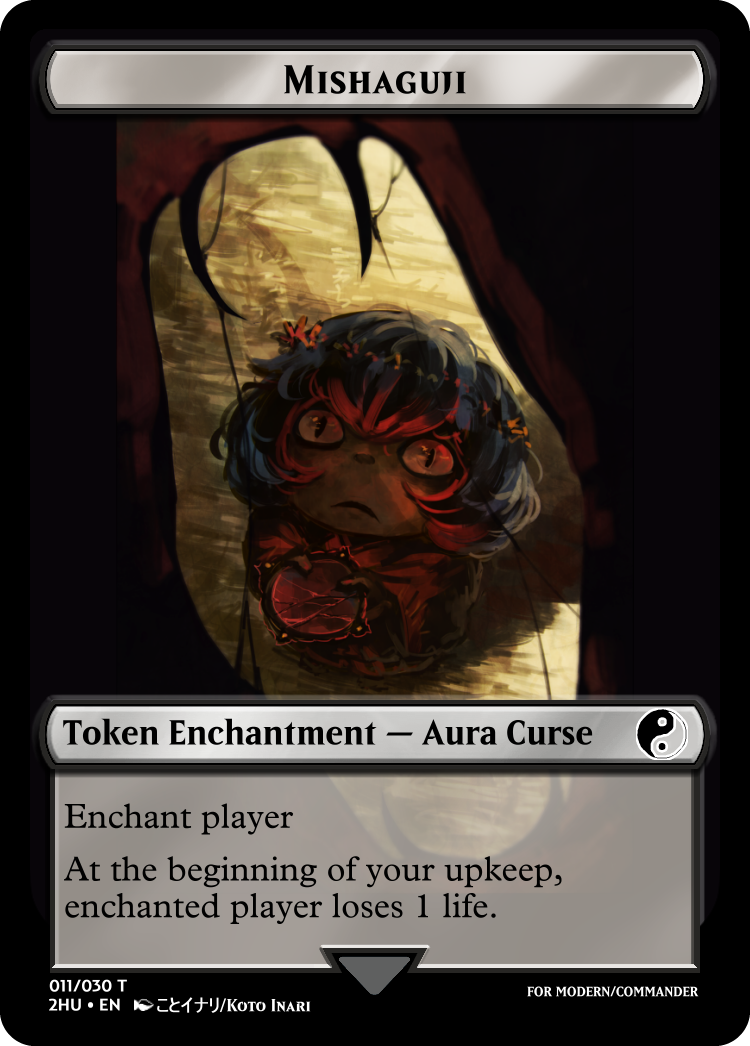 Mishaguji
Token Enchantment — Aura Curse
Enchant player
At the beginning of your upkeep,
enchanted player loses 1 life.
011/030 T
2HU • EN ことイナリ/Koto Inari
FOR MODERN/COMMANDER